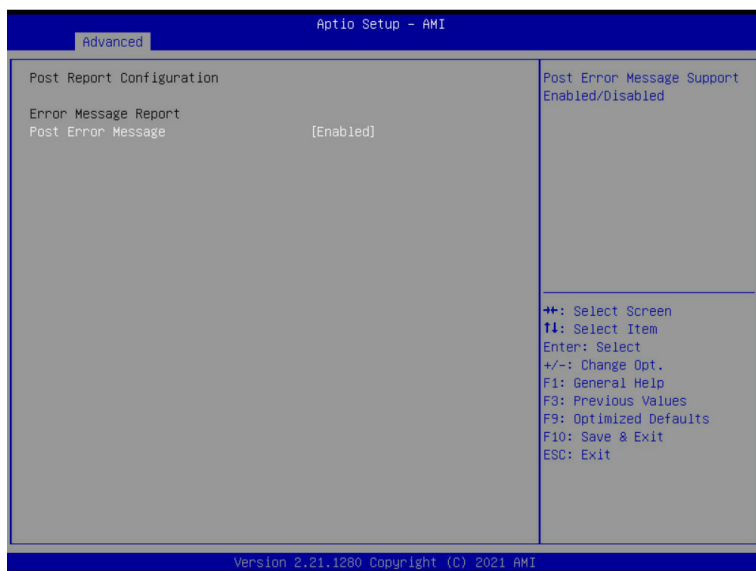 Aptio Setup – AMI
Advanced
Post Report Configuration
Error Message Report
Post Error Message [Enabled]
Post Error Message Support
Enabled/Disabled
→←: Select Screen
↑↓: Select Item
Enter: Select
+/-: Change Opt.
F1: General Help
F3: Previous Values
F9: Optimized Defaults
F10: Save & Exit
ESC: Exit
Version 2.21.1280 Copyright (C) 2021 AMI